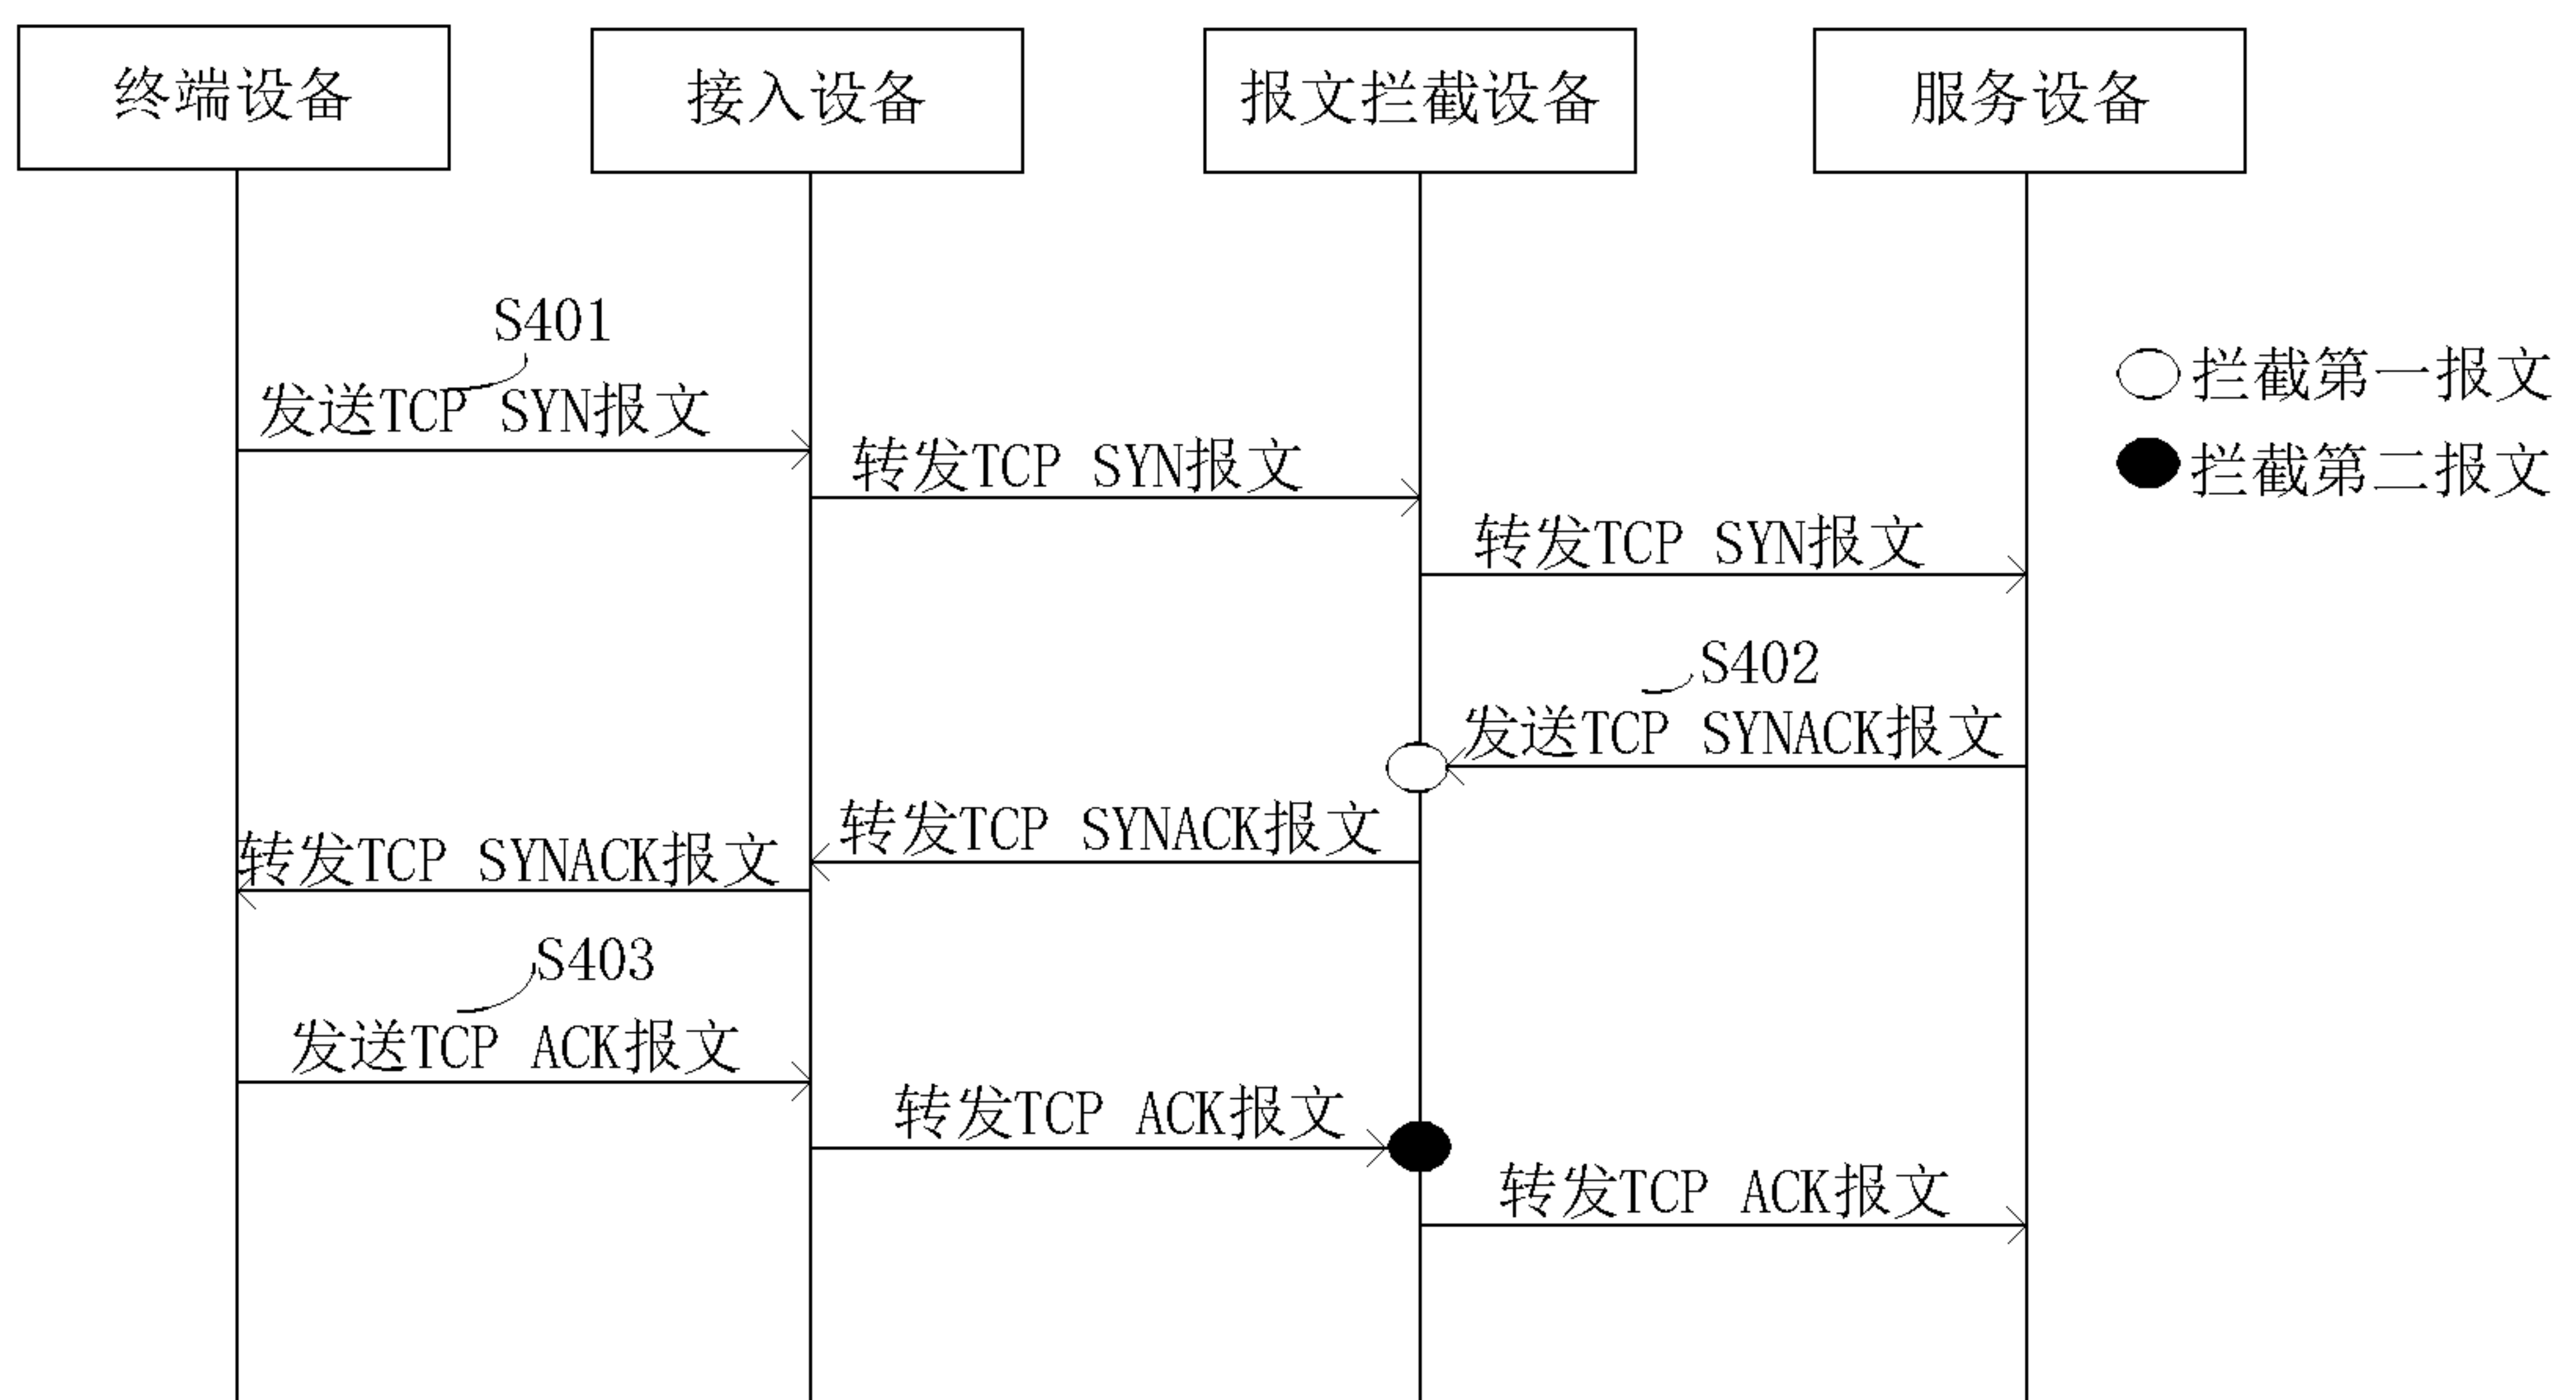 终端设备
接入设备
报文拦截设备
服务设备
S401
发送TCP SYN报文
转发TCP SYN报文
转发TCP SYN报文
拦截第一报文
拦截第二报文
S402
发送TCP SYNACK报文
转发TCP SYNACK报文
转发TCP SYNACK报文
S403
发送TCP ACK报文
转发TCP ACK报文
转发TCP ACK报文